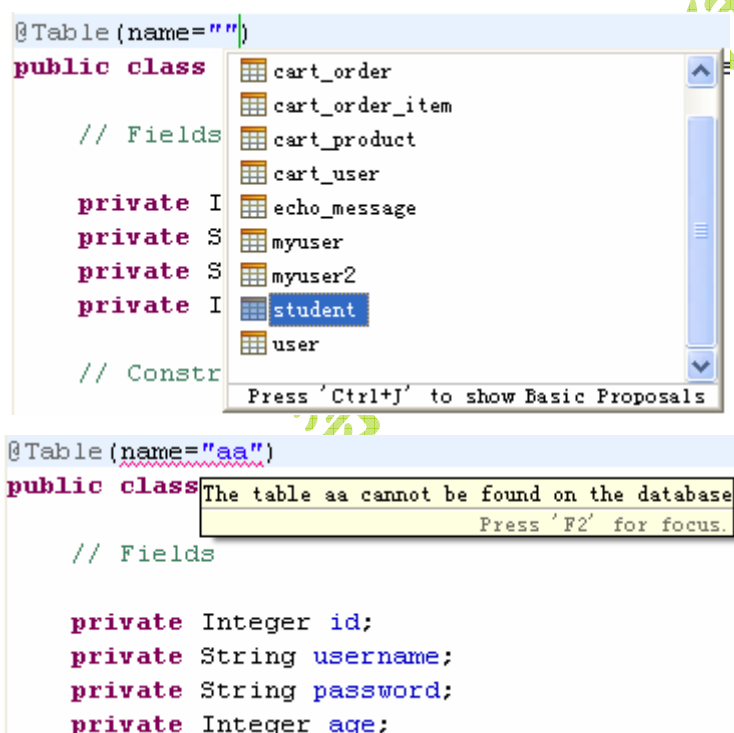 @Table(name="")
public class
cart_order
cart_order_item
// Fields
cart_product
cart_user
private I
echo_message
private S
myuser
private S
myuser2
private I
student
user
// Constr
Press 'Ctrl+J' to show Basic Proposals
@Table(name="aa")
public class
The table aa cannot be found on the database
Press 'F2' for focus.
// Fields
private Integer id;
private String username;
private String password;
private Integer age;